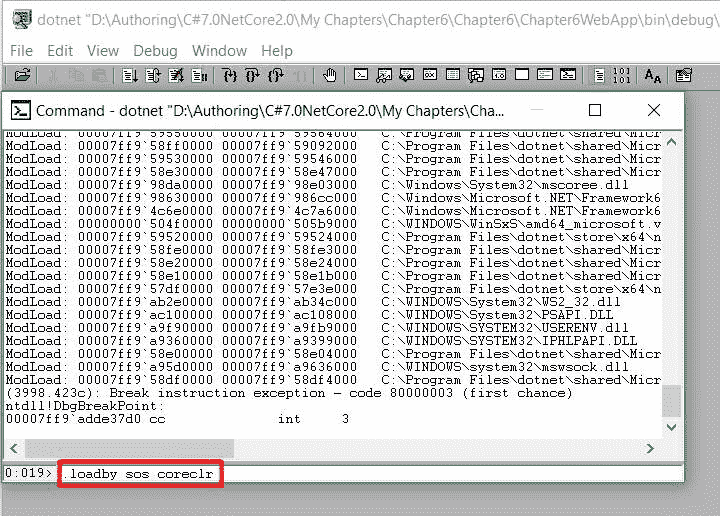 dotnet "D:\Authoring\C#7.0NetCore2.0\My Chapters\Chapter6\Chapter6\Chapter6WebApp\bin\debug\
File Edit View Debug Window Help
Command - dotnet "D:\Authoring\C#7.0NetCore2.0\My Chapters\Cha...
ModLoad: 00007ff9`59550000 00007ff9`59564000 C:\Program Files\dotnet\shared\Micr
ModLoad: 00007ff9`58ff0000 00007ff9`59092000 C:\Program Files\dotnet\shared\Micr
ModLoad: 00007ff9`59530000 00007ff9`59546000 C:\Program Files\dotnet\shared\Micr
ModLoad: 00007ff9`58e30000 00007ff9`58e47000 C:\Program Files\dotnet\shared\Micr
ModLoad: 00007ff9`98da0000 00007ff9`98e03000 C:\Windows\System32\mscoree.dll
ModLoad: 00007ff9`98630000 00007ff9`986cc000 C:\Windows\Microsoft.NET\Framework6
ModLoad: 00007ff9`4c6e0000 00007ff9`4c7a6000 C:\Windows\Microsoft.NET\Framework6
ModLoad: 00000000`504f0000 00000000`505b9000 C:\WINDOWS\WinSxS\amd64_microsoft.v
ModLoad: 00007ff9`59520000 00007ff9`59524000 C:\Program Files\dotnet\store\x64\n
ModLoad: 00007ff9`58fe0000 00007ff9`58fe30000 C:\Program Files\dotnet\shared\Micr
ModLoad: 00007ff9`58e20000 00007ff9`58e24000 C:\Program Files\dotnet\shared\Micr
ModLoad: 00007ff9`58e10000 00007ff9`58e1b000 C:\Program Files\dotnet\shared\Micr
ModLoad: 00007ff9`57df0000 00007ff9`57e3e000 C:\Program Files\dotnet\store\x64\n
ModLoad: 00007ff9`ab2e0000 00007ff9`ab34c000 C:\WINDOWS\System32\WS2_32.dll
ModLoad: 00007ff9`ac100000 00007ff9`ac108000 C:\WINDOWS\System32\PSAPI.DLL
ModLoad: 00007ff9`a9f90000 00007ff9`a9fb9000 C:\WINDOWS\SYSTEM32\USERENV.dll
ModLoad: 00007ff9`a9360000 00007ff9`a9399000 C:\WINDOWS\SYSTEM32\IPHLPAPI.DLL
ModLoad: 00007ff9`58e00000 00007ff9`58e04000 C:\Program Files\dotnet\shared\Micr
ModLoad: 00007ff9`a95d0000 00007ff9`a9636000 C:\WINDOWS\system32\mswsock.dll
ModLoad: 00007ff9`58df0000 00007ff9`58df4000 C:\Program Files\dotnet\shared\Micr
(3998.423c): Break instruction exception - code 80000003 (first chance)
ntdll!DbgBreakPoint:
00007ff9`adde37d0 cc int 3
0:019> .loadby sos coreclr